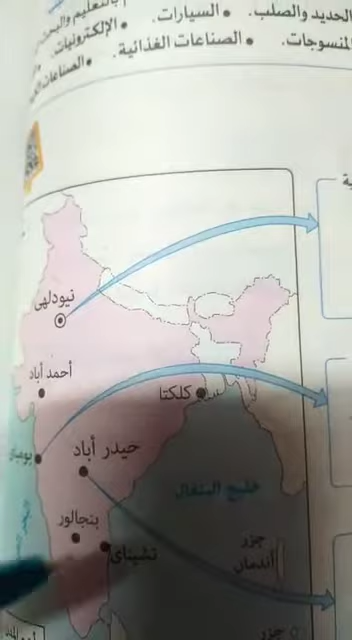 الحديد والصلب. • السيارات. • الإلكترونيات.
المنسوجات. • الصناعات الغذائية.
نيودلهي
أحمد أباد
كلكتا
حيدر أباد
خليج البنغال
بنجالور
تشيناي
جزر
أندمان
جزر